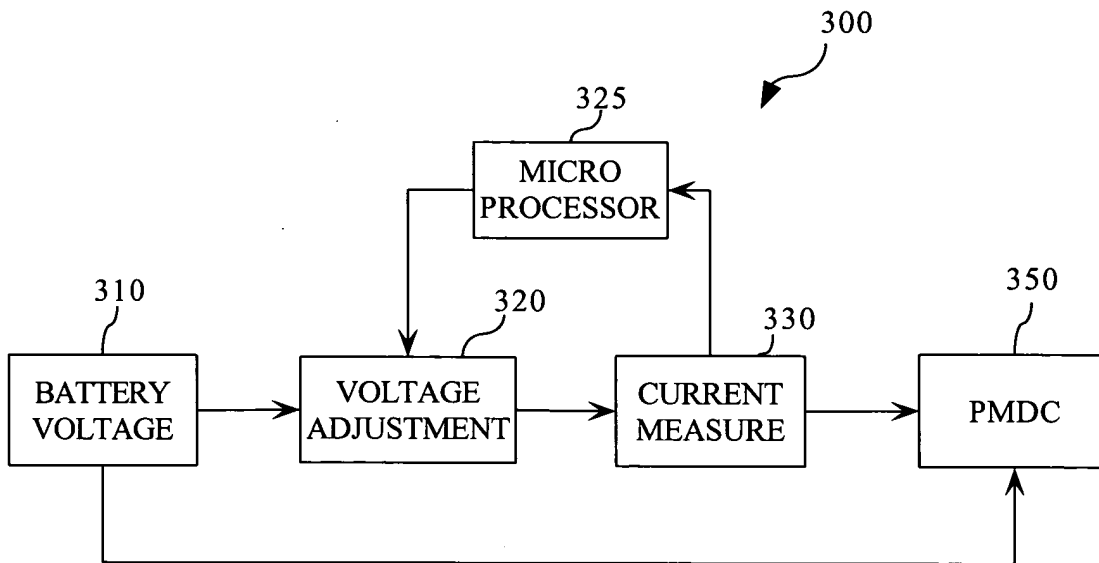 300
325
MICRO
PROCESSOR
310
320
330
350
BATTERY
VOLTAGE
VOLTAGE
ADJUSTMENT
CURRENT
MEASURE
PMDC